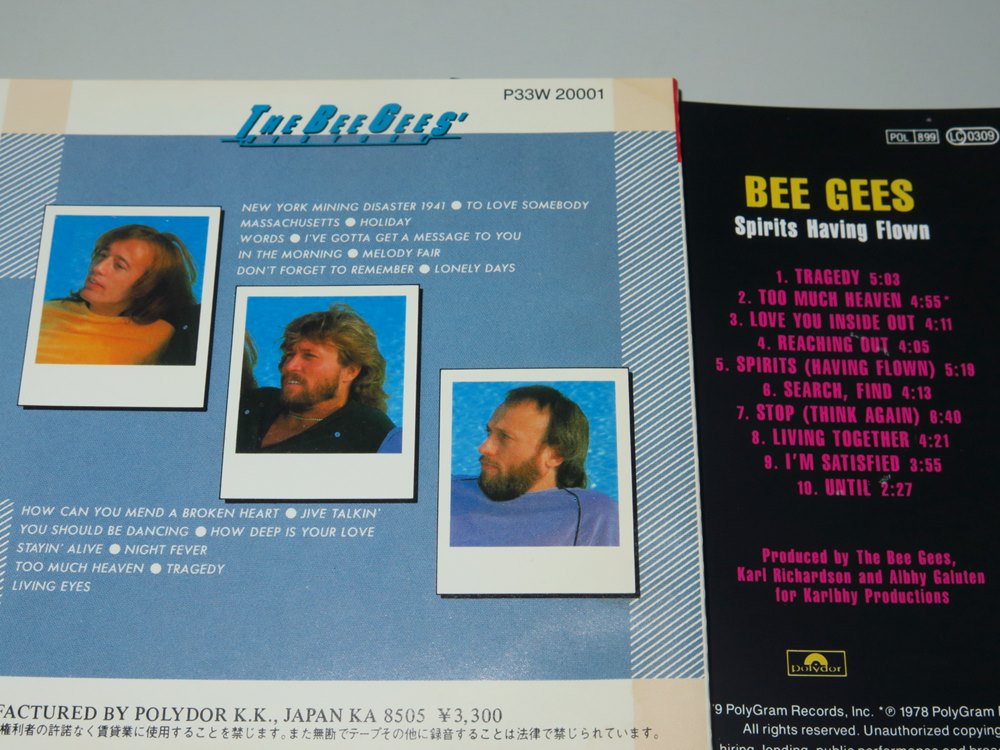 P33W 20001
THE BEE GEES'
HISTORY
NEW YORK MINING DISASTER 1941 ● TO LOVE SOMEBODY
MASSACHUSETTS ● HOLIDAY
WORDS ● I'VE GOTTA GET A MESSAGE TO YOU
IN THE MORNING ● MELODY FAIR
DON'T FORGET TO REMEMBER ● LONELY DAYS
HOW CAN YOU MEND A BROKEN HEART ● JIVE TALKIN'
YOU SHOULD BE DANCING ● HOW DEEP IS YOUR LOVE
STAYIN' ALIVE ● NIGHT FEVER
TOO MUCH HEAVEN ● TRAGEDY
LIVING EYES
FACTURED BY POLYDOR K.K., JAPAN KA 8505 ¥3,300
権利者の許諾なく賃貸業に使用することを禁じます。また無断でテープその他に録音することは法律で禁じられています。
POL 899 LC 0309
BEE GEES
Spirits Having Flown
1. TRAGEDY 5:03
2. TOO MUCH HEAVEN 4:55*
3. LOVE YOU INSIDE OUT 4:11
4. REACHING OUT 4:05
5. SPIRITS (HAVING FLOWN) 5:19
6. SEARCH, FIND 4:13
7. STOP (THINK AGAIN) 6:40
8. LIVING TOGETHER 4:21
9. I'M SATISFIED 3:55
10. UNTIL 2:27
Produced by The Bee Gees,
Karl Richardson and Albhy Galuten
for Karlbhy Productions
polydor
9 PolyGram Records, Inc. *℗ 1978 PolyGram
All rights reserved. Unauthorized copying
hiring, lending, public performance and